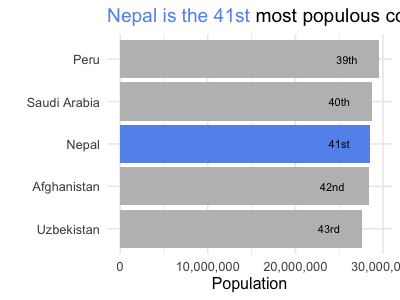 Nepal is the 41st most populous co
Peru 39th
Saudi Arabia 40th
Nepal 41st
Afghanistan 42nd
Uzbekistan 43rd
0 10,000,000 20,000,000 30,000,0
Population